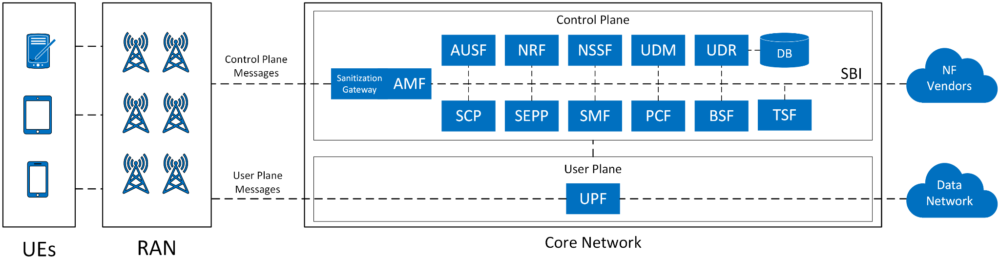 Control Plane
AUSF
NRF
NSSF
UDM
UDR
DB
Control Plane
Messages
Sanitization
Gateway
AMF
SBI
NF
Vendors
SCP
SEPP
SMF
PCF
BSF
TSF
User Plane
Messages
User Plane
UPF
Data
Network
UEs
RAN
Core Network